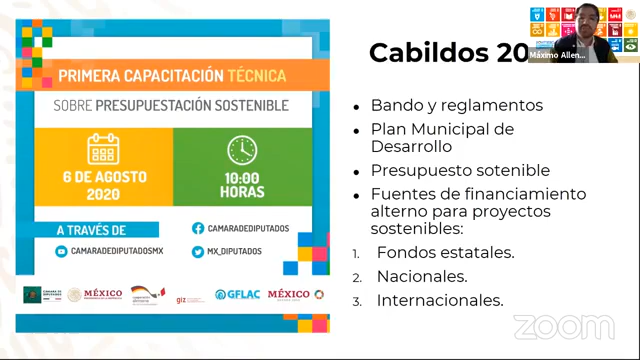 PRIMERA CAPACITACIÓN TÉCNICA
SOBRE PRESUPUESTACIÓN SOSTENIBLE
6 DE AGOSTO
2020
10:00
HORAS
A TRAVÉS DE
CAMARADEDIPUTADOS
CAMARADEDIPUTADOSMX
MX_DIPUTADOS
MÉXICO
giz
GFLAC
MÉXICO
Cabildos 20
Máximo Allen...
• Bando y reglamentos
• Plan Municipal de
Desarrollo
• Presupuesto sotenible
• Fuentes de financiamiento
alterno para proyectos
sostenibles:
1. Fondos estatales.
2. Nacionales.
3. Internacionales.
zoom